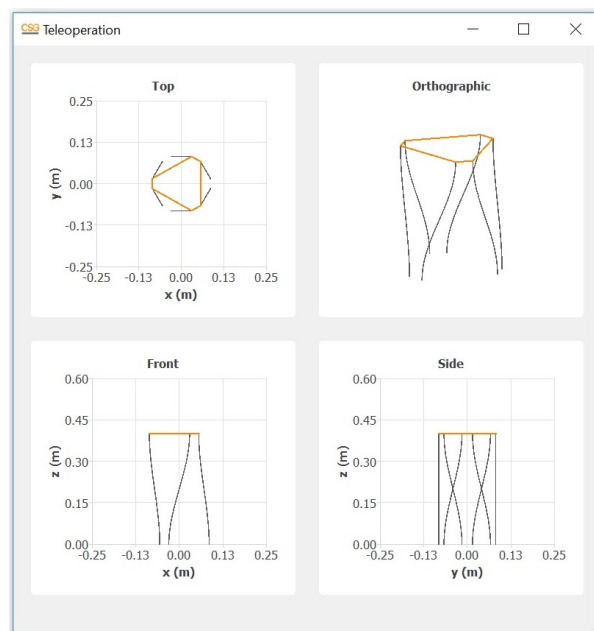 CSG Teleoperation
Top
0.25
0.13
0.00
-0.13
-0.25
y (m)
-0.25 -0.13 0.00 0.13 0.25
x (m)
Orthographic
Front
0.60
0.45
0.30
0.15
0.00
z (m)
-0.25 -0.13 0.00 0.13 0.25
x (m)
Side
0.60
0.45
0.30
0.15
0.00
z (m)
-0.25 -0.13 0.00 0.13 0.25
y (m)